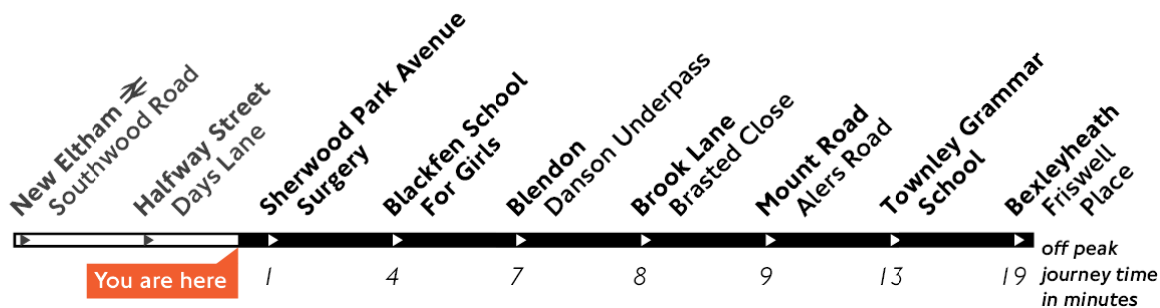 New Eltham
Southwood Road
Halfway Street
Days Lane
Sherwood Park Avenue
Surgery
Blackfen School
For Girls
Blendon
Danson Underpass
Brook Lane
Brasted Close
Mount Road
Alers Road
Townley Grammar
School
Bexleyheath
Friswell
Place
You are here
1 4 7 8 9 13 19
off peak
journey time
in minutes